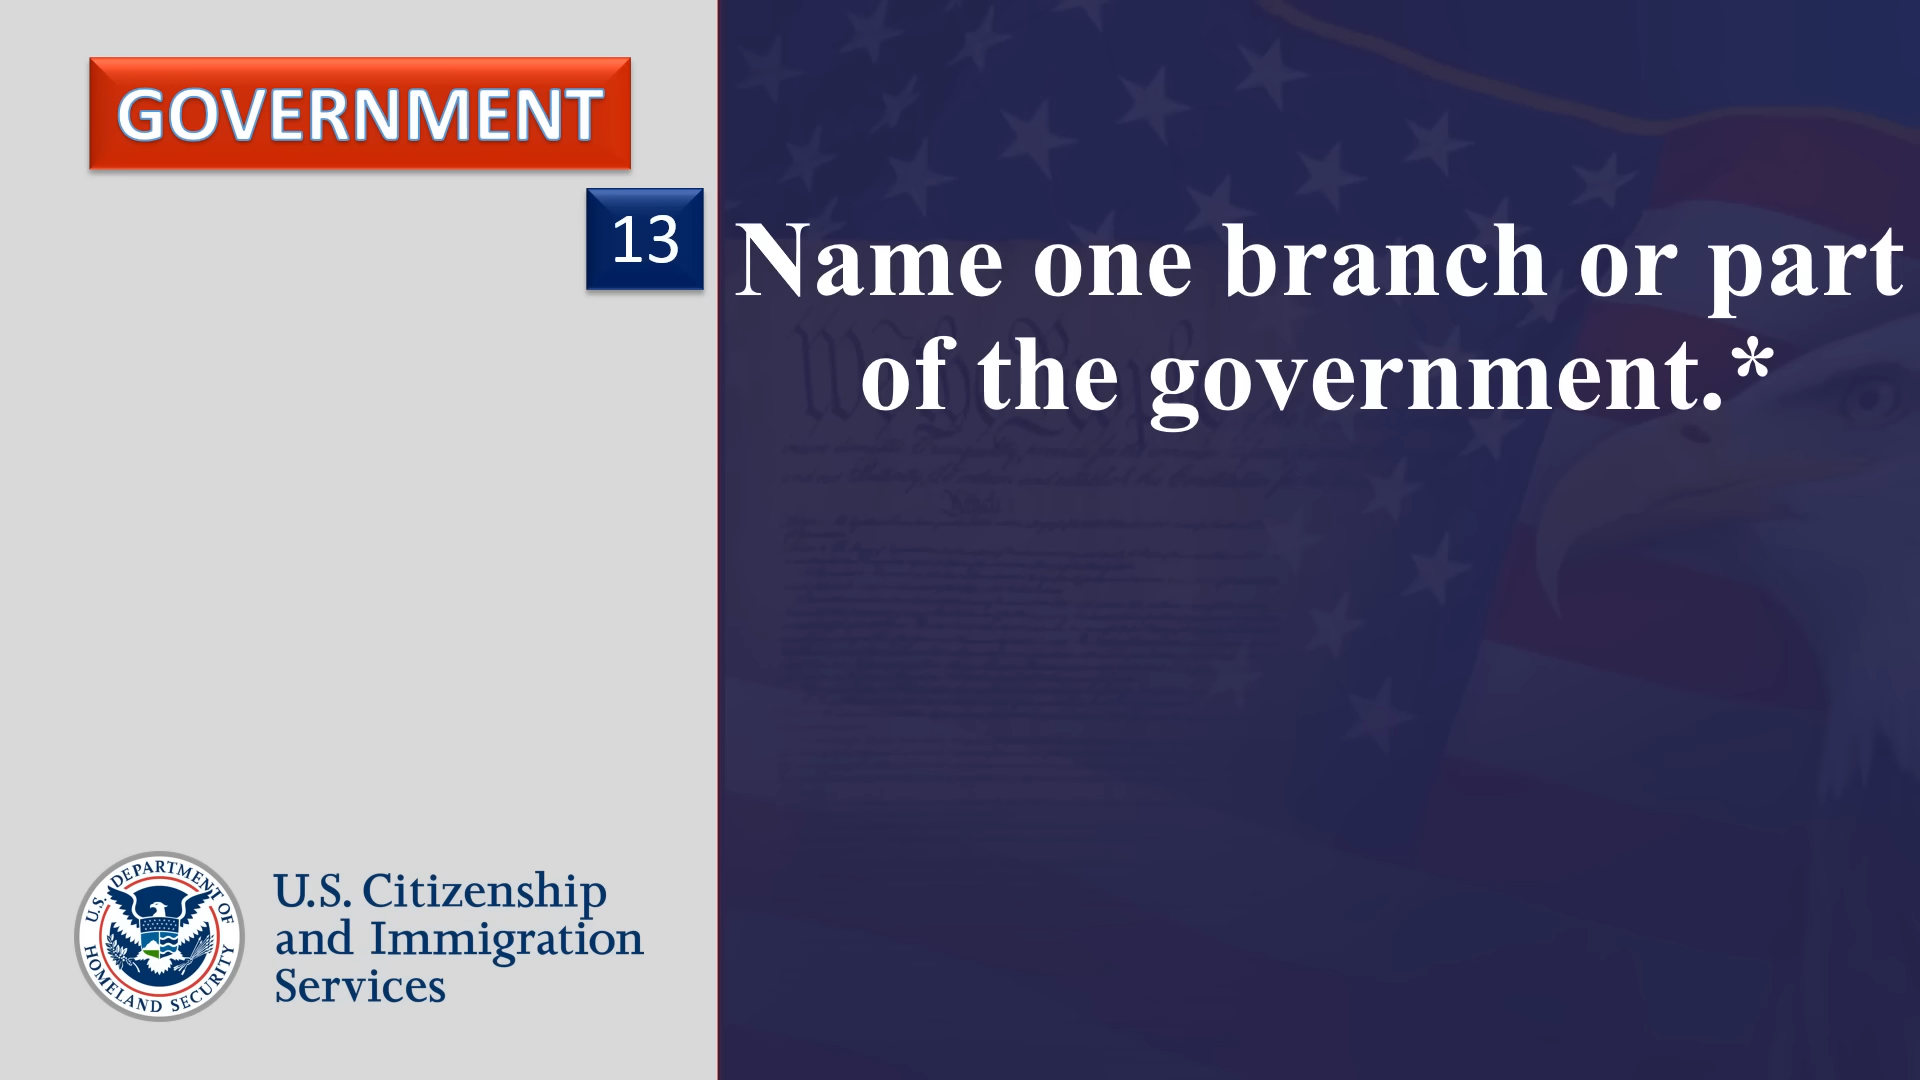 GOVERNMENT
13
Name one branch or part
of the government.*
U.S. DEPARTMENT OF
HOMELAND SECURITY
U.S. Citizenship
and Immigration
Services